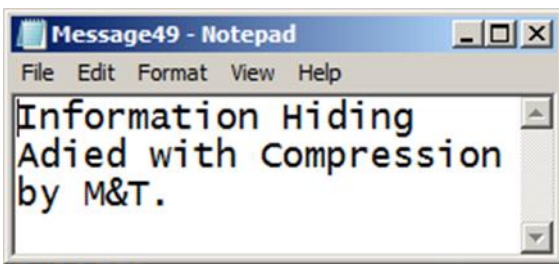 Message49 - Notepad
File Edit Format View Help
Information Hiding
Adied with Compression
by M&T.